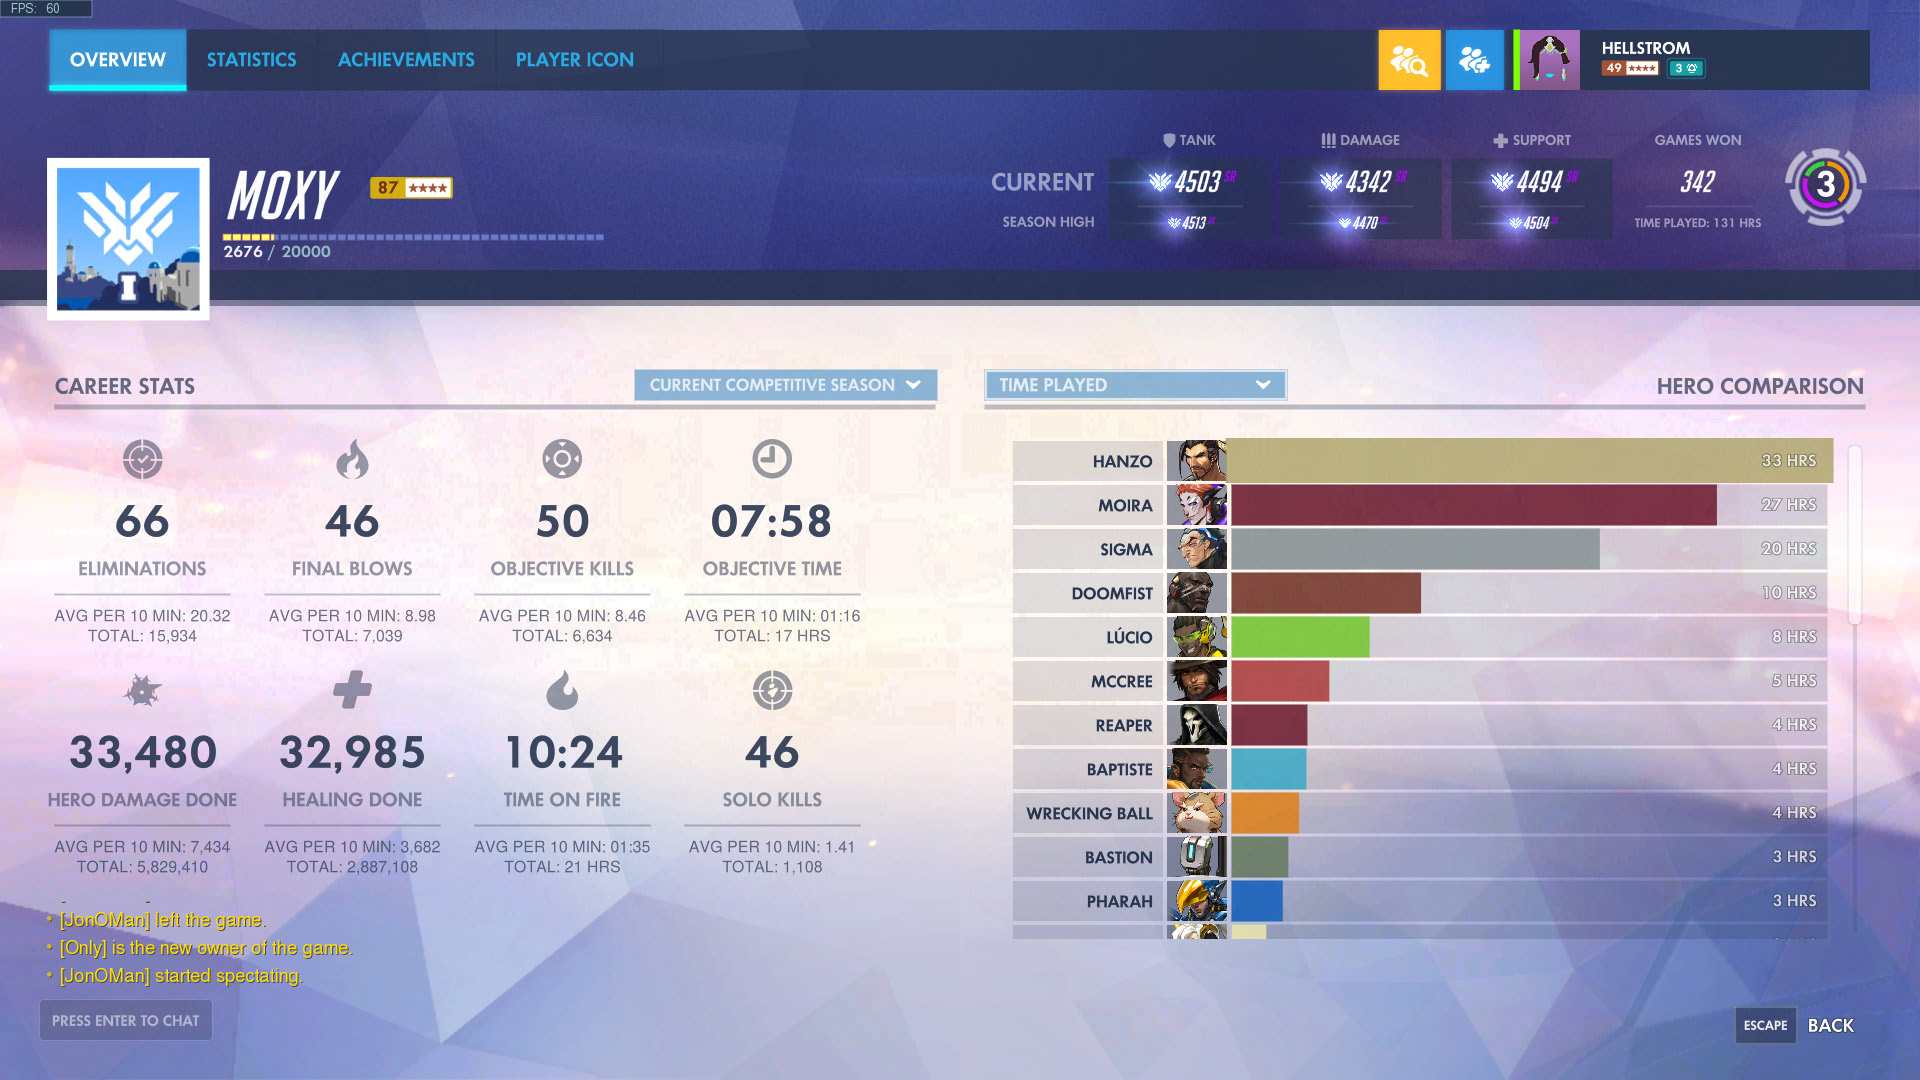 FPS: 60
OVERVIEW
STATISTICS
ACHIEVEMENTS
PLAYER ICON
HELLSTROM
49
3
TANK
DAMAGE
SUPPORT
GAMES WON
MOXY
87
CURRENT
4503 SR
4342 SR
4494 SR
342
3
SEASON HIGH
4513 SR
4470 SR
4504 SR
TIME PLAYED: 131 HRS
2676 / 20000
I
CAREER STATS
CURRENT COMPETITIVE SEASON
TIME PLAYED
HERO COMPARISON
66
ELIMINATIONS
AVG PER 10 MIN: 20.32
TOTAL: 15,934
46
FINAL BLOWS
AVG PER 10 MIN: 8.98
TOTAL: 7,039
50
OBJECTIVE KILLS
AVG PER 10 MIN: 8.46
TOTAL: 6,634
07:58
OBJECTIVE TIME
AVG PER 10 MIN: 01:16
TOTAL: 17 HRS
33,480
HERO DAMAGE DONE
AVG PER 10 MIN: 7,434
TOTAL: 5,829,410
32,985
HEALING DONE
AVG PER 10 MIN: 3,682
TOTAL: 2,887,108
10:24
TIME ON FIRE
AVG PER 10 MIN: 01:35
TOTAL: 21 HRS
46
SOLO KILLS
AVG PER 10 MIN: 1.41
TOTAL: 1,108
HANZO 33 HRS
MOIRA 27 HRS
SIGMA 20 HRS
DOOMFIST 10 HRS
LÚCIO 8 HRS
MCCREE 5 HRS
REAPER 4 HRS
BAPTISTE 4 HRS
WRECKING BALL 4 HRS
BASTION 3 HRS
PHARAH 3 HRS
[JonOMan] left the game.
[Only] is the new owner of the game.
[JonOMan] started spectating.
PRESS ENTER TO CHAT
ESCAPE BACK